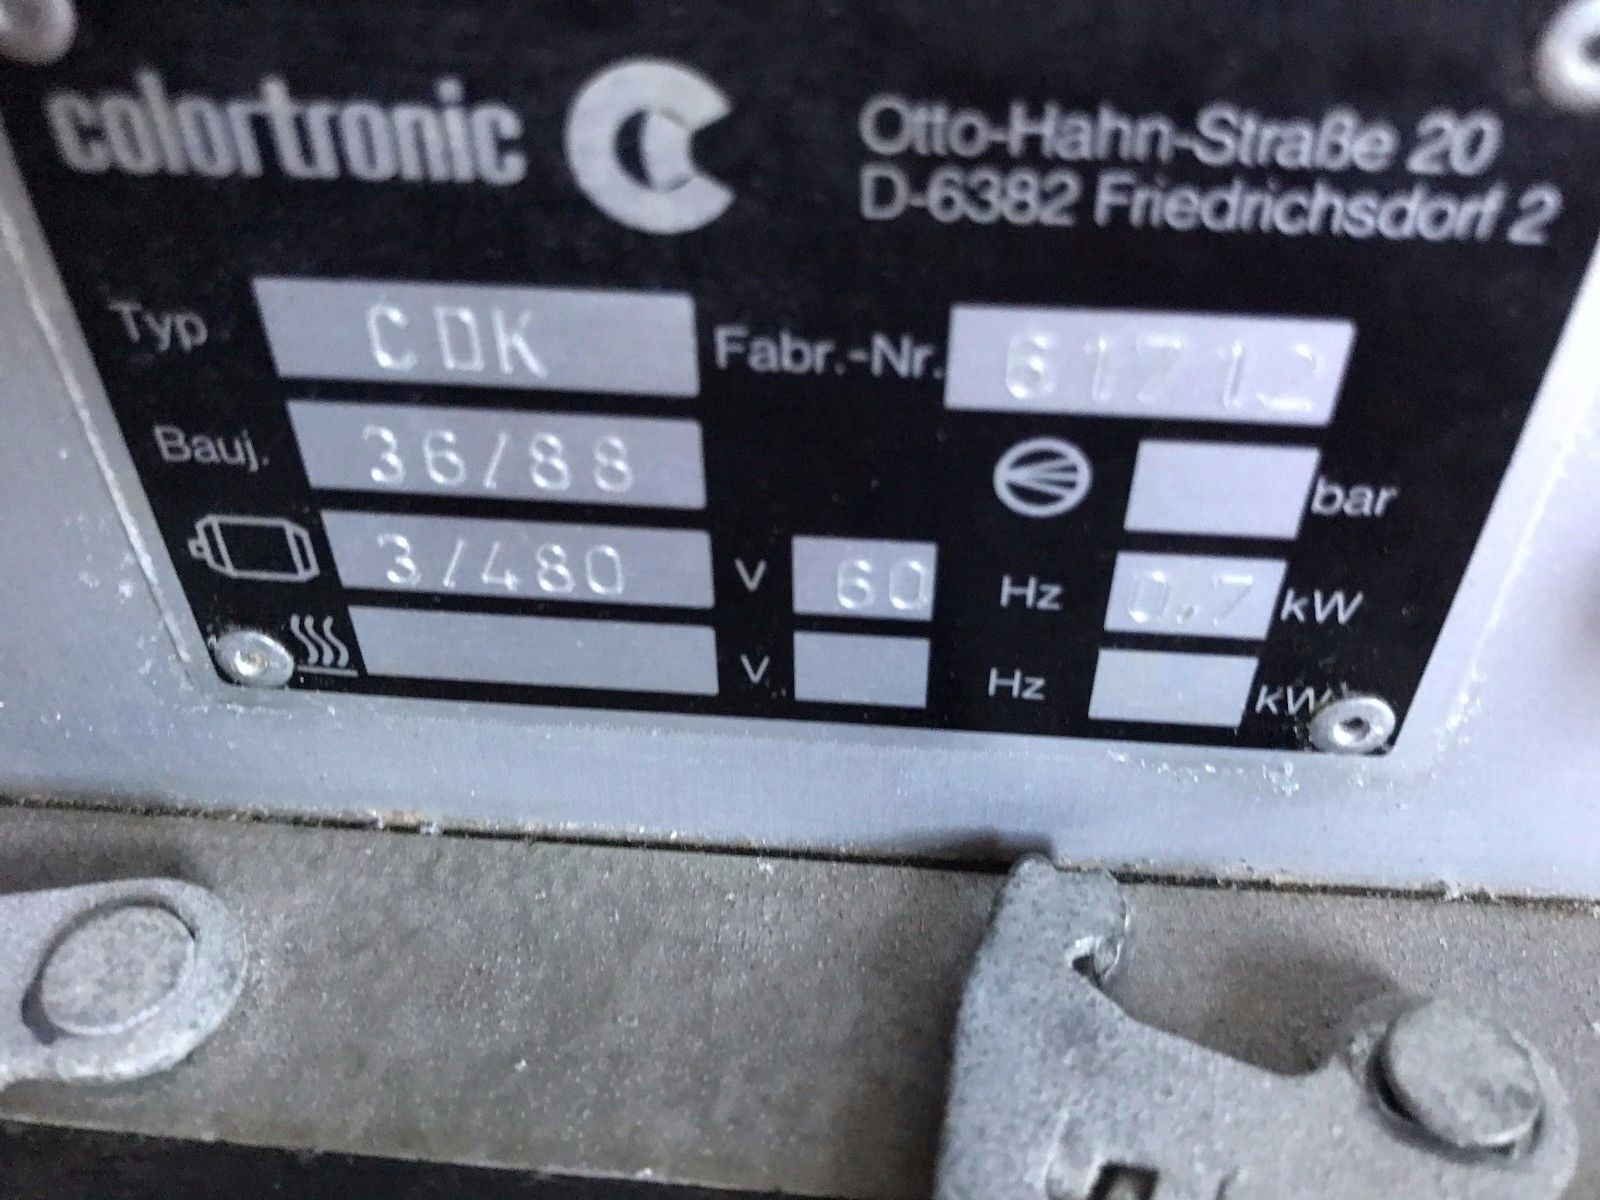 colortronic
Otto-Hahn-Straße 20
D-6382 Friedrichsdorf 2
Typ CDK Fabr.-Nr. 61712
Bauj. 36/88 bar
3/480 V 60 Hz 0.7 kW
V Hz kW